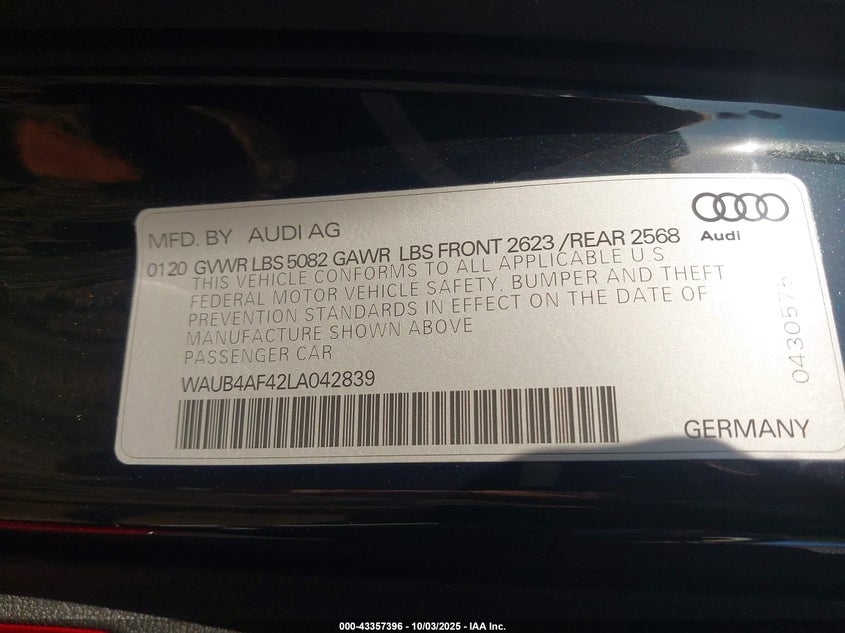 MFD. BY AUDI AG
Audi
0120 GVWR LBS 5082 GAWR LBS FRONT 2623 /REAR 2568
THIS VEHICLE CONFORMS TO ALL APPLICABLE U.S.
FEDERAL MOTOR VEHICLE SAFETY, BUMPER AND THEFT
PREVENTION STANDARDS IN EFFECT ON THE DATE OF
MANUFACTURE SHOWN ABOVE
PASSENGER CAR
WAUB4AF42LA042839
GERMANY
0430575
000-43357396 - 10/03/2025 - IAA Inc.